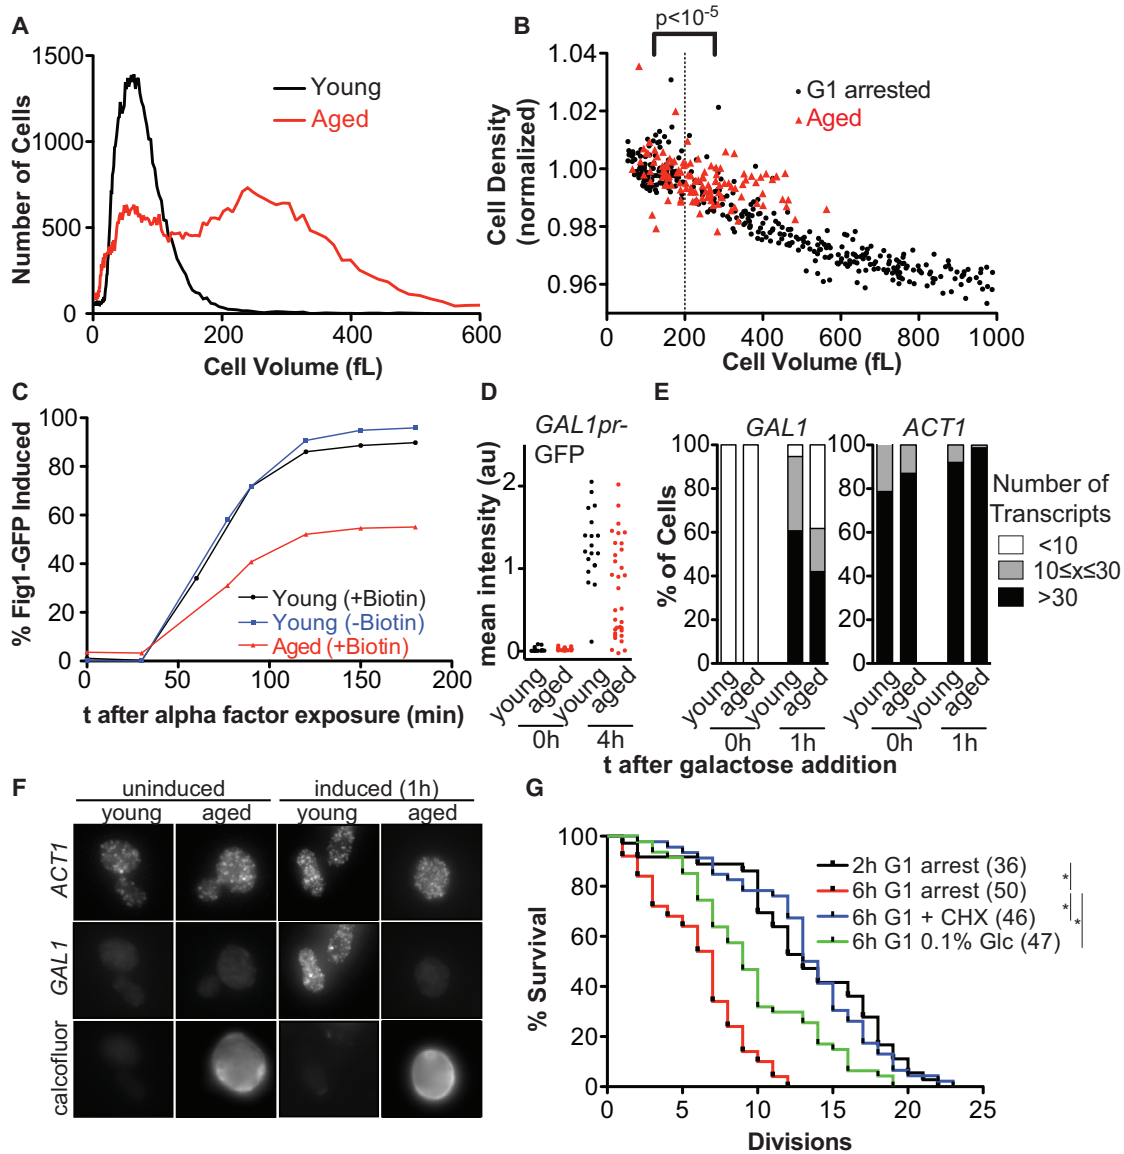 A
1500
1000
500
0
Number of Cells
Young
Aged
0 200 400 600
Cell Volume (fL)
B
p<10-5
1.04
1.02
1.00
0.98
0.96
Cell Density
(normalized)
G1 arrested
Aged
0 200 400 600 800 1000
Cell Volume (fL)
C
100
80
60
40
20
0
% Fig1-GFP Induced
Young (+Biotin)
Young (-Biotin)
Aged (+Biotin)
0 50 100 150 200
t after alpha factor exposure (min)
D
GAL1pr-
GFP
mean intensity (au)
2
1
0
young aged young aged
0h 4h
E
GAL1 ACT1
% of Cells
100 100
80 80
60 60
40 40
20 20
0 0
young aged young aged young aged young aged
0h 1h 0h 1h
t after galactose addition
Number of
Transcripts
<10
10≤x≤30
>30
F
uninduced induced (1h)
young aged young aged
ACT1
GAL1
calcofluor
G
100
80
60
40
20
0
% Survival
2h G1 arrest (36)
6h G1 arrest (50)
6h G1 + CHX (46)
6h G1 0.1% Glc (47)
*
*
*
0 5 10 15 20 25
Divisions